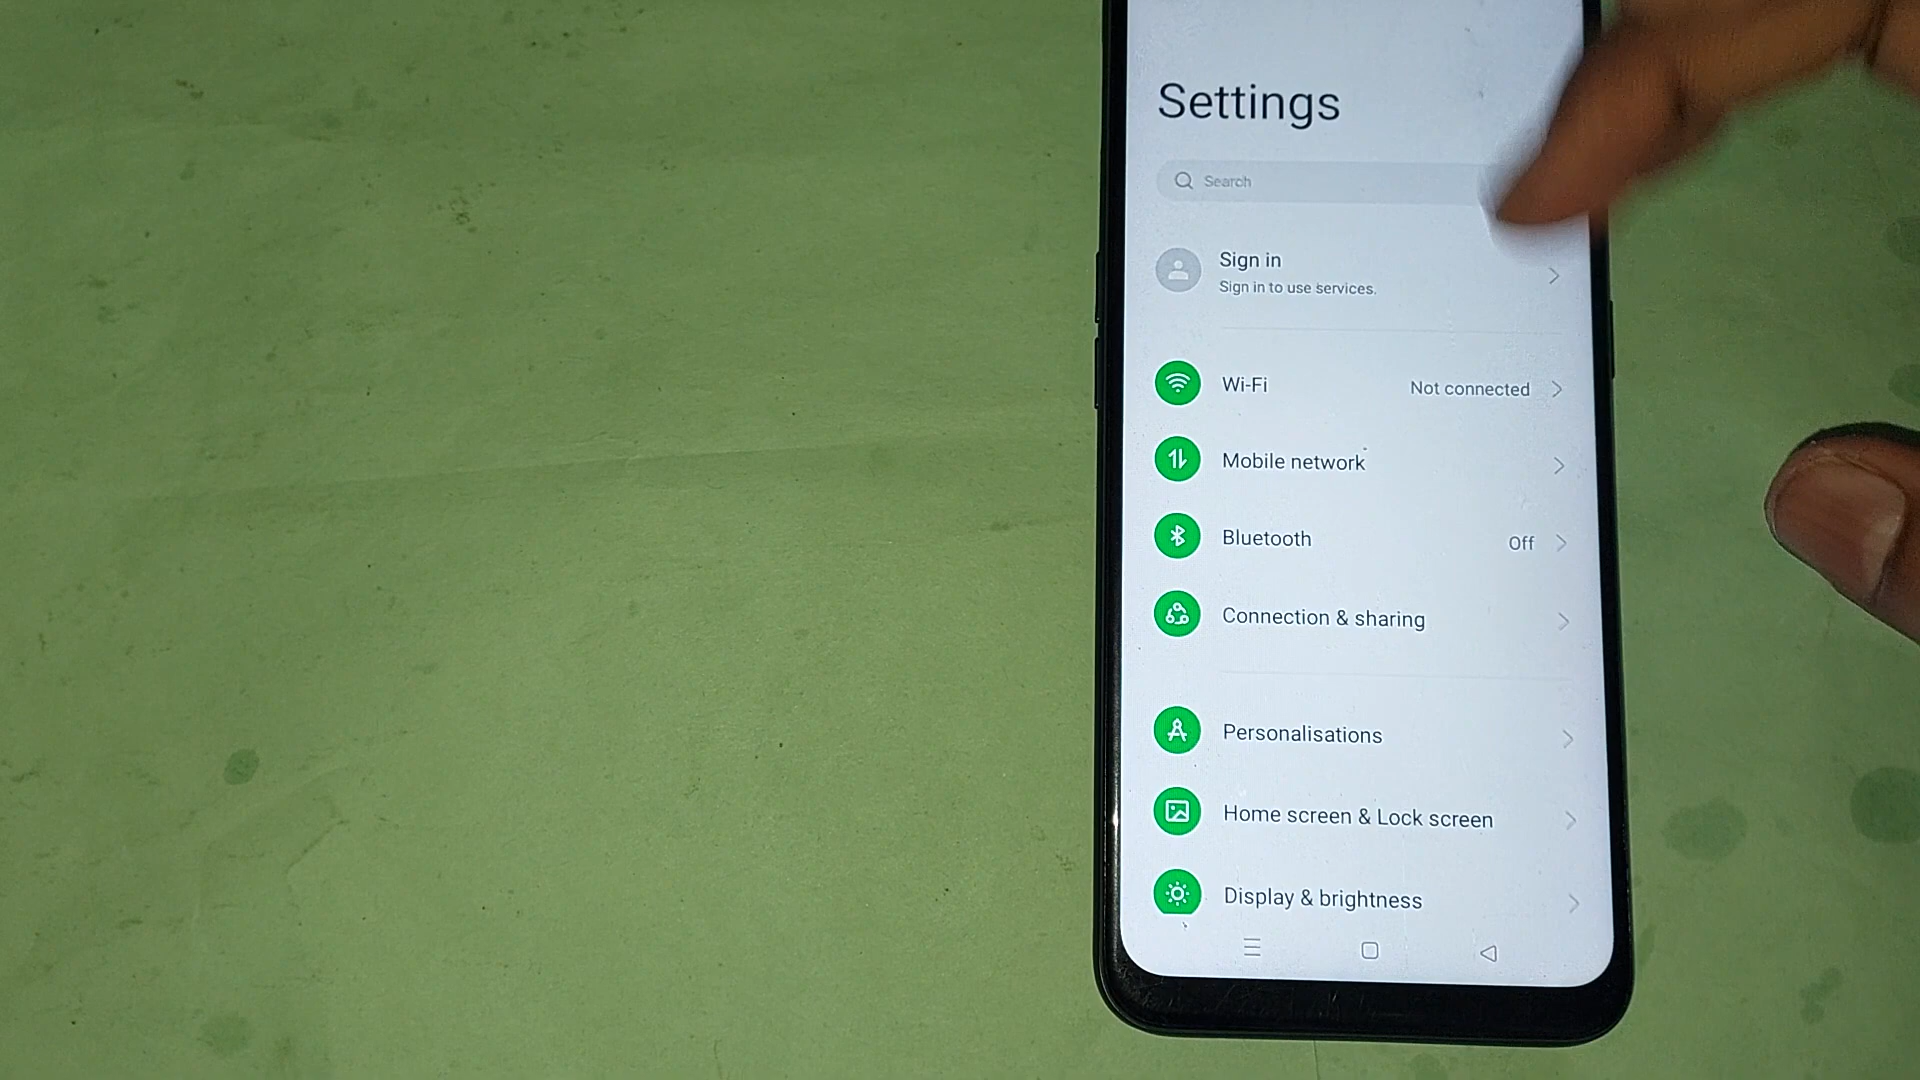 Settings
Search
Sign in
Sign in to use services.
Wi-Fi Not connected
Mobile network
Bluetooth Off
Connection & sharing
Personalisations
Home screen & Lock screen
Display & brightness